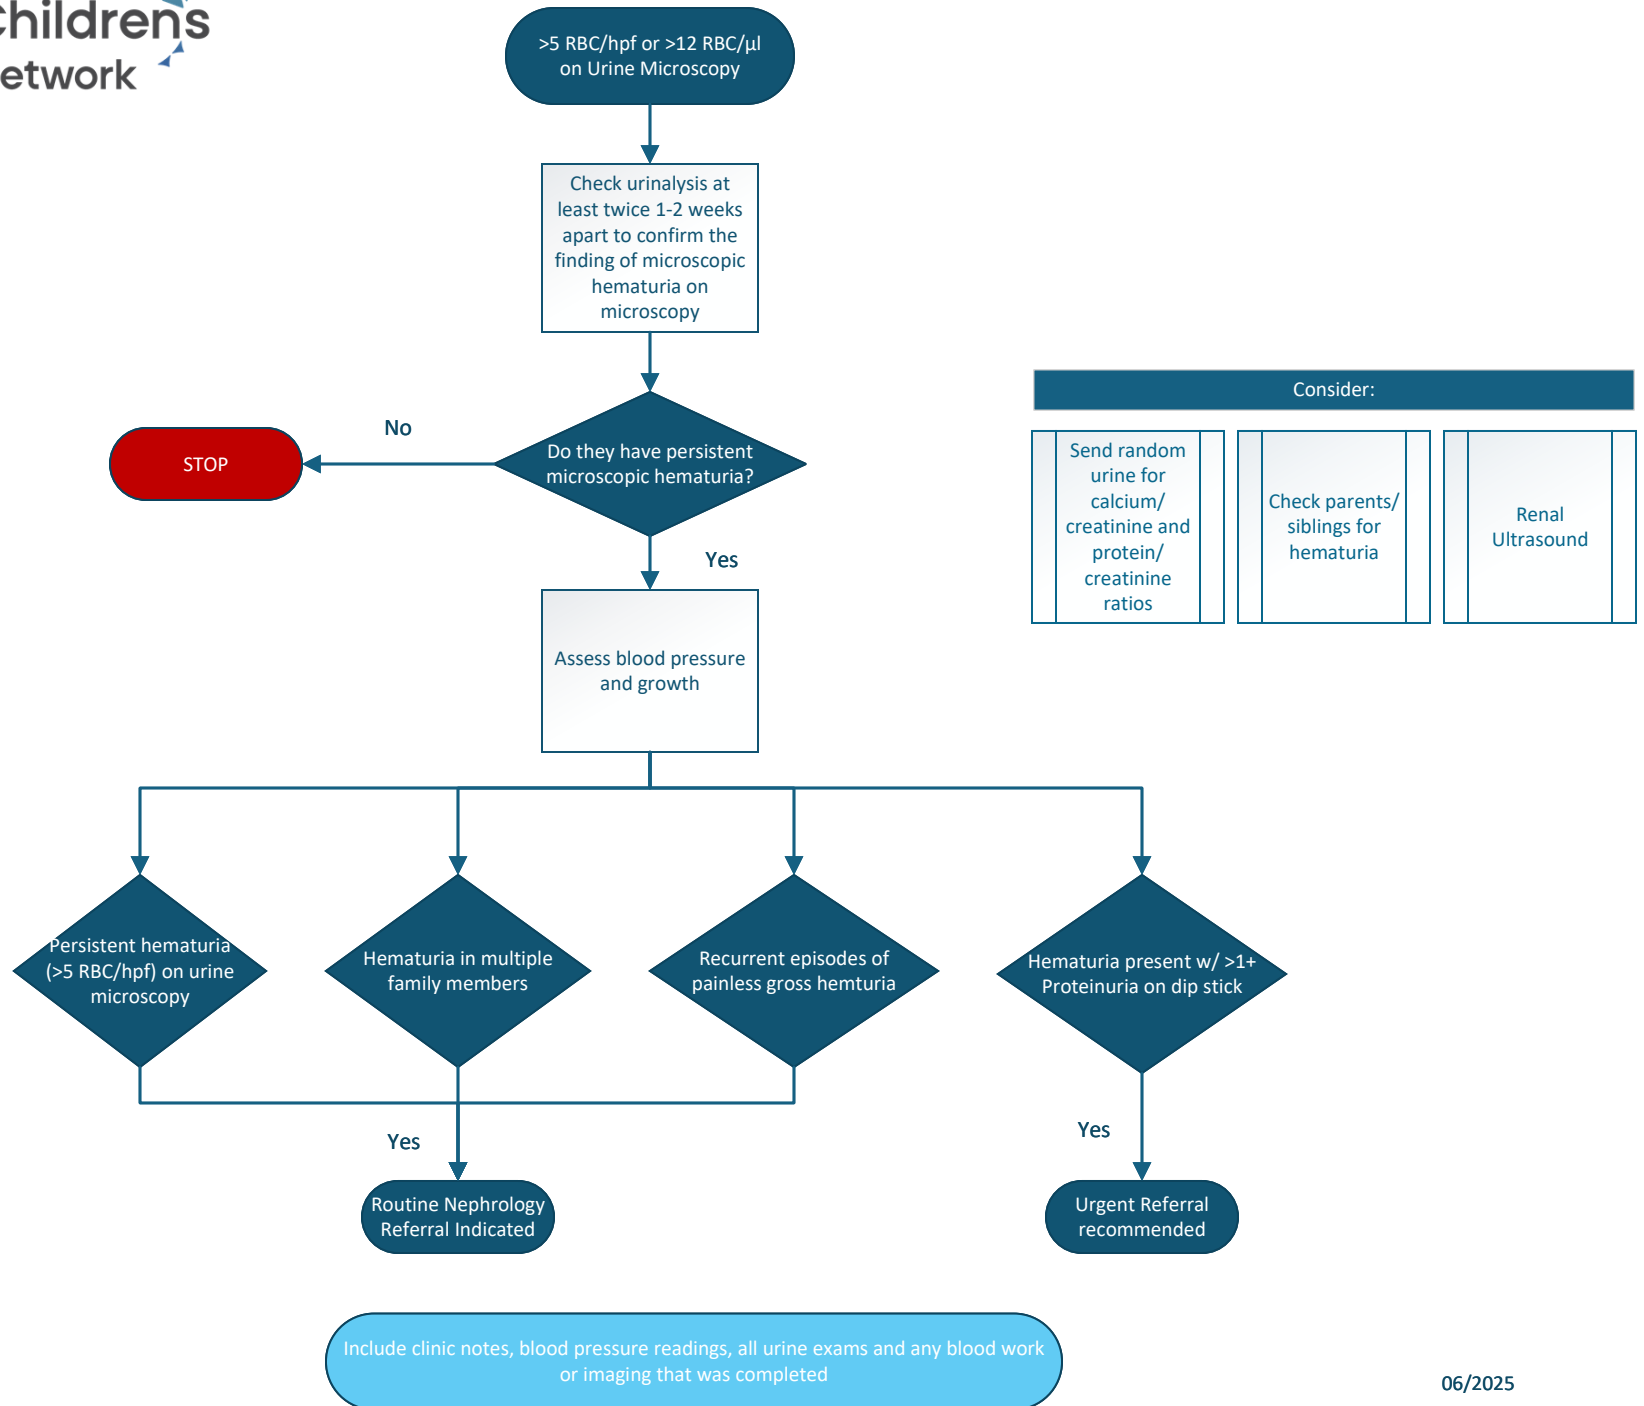 Childrens
etwork
>5 RBC/hpf or >12 RBC/µl
on Urine Microscopy
Check urinalysis at
least twice 1-2 weeks
apart to confirm the
finding of microscopic
hematuria on
microscopy
Do they have persistent
microscopic hematuria?
No
STOP
Yes
Consider:
Send random
urine for
calcium/
creatinine and
protein/
creatinine
ratios
Check parents/
siblings for
hematuria
Renal
Ultrasound
Assess blood pressure
and growth
Persistent hematuria
(>5 RBC/hpf) on urine
microscopy
Hematuria in multiple
family members
Recurrent episodes of
painless gross hemturia
Hematuria present w/ >1+
Proteinuria on dip stick
Yes
Yes
Routine Nephrology
Referral Indicated
Urgent Referral
recommended
Include clinic notes, blood pressure readings, all urine exams and any blood work
or imaging that was completed
06/2025